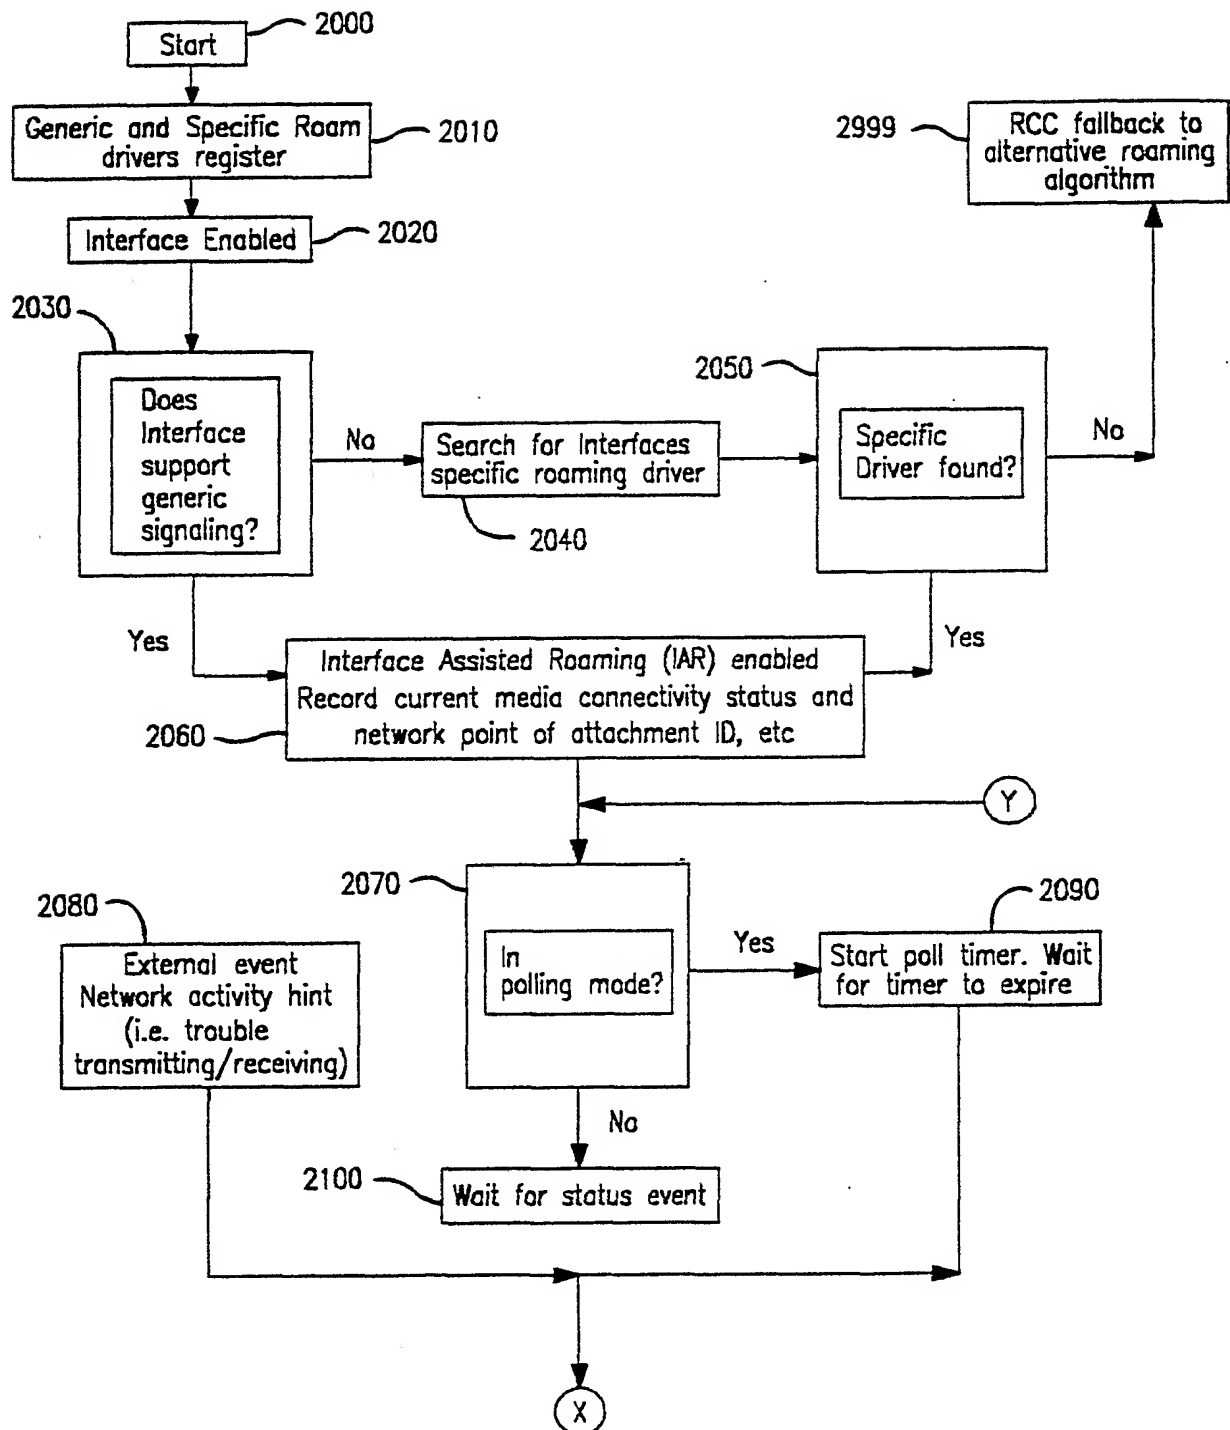 Start
2000
Generic and Specific Roam
drivers register
2010
2999
RCC fallback to
alternative roaming
algorithm
Interface Enabled
2020
2030
Does
Interface
support
generic
signaling?
No
Search for Interfaces
specific roaming driver
2040
2050
Specific
Driver found?
No
Yes
Yes
Interface Assisted Roaming (IAR) enabled
Record current media connectivity status and
network point of attachment ID, etc
2060
Y
2070
In
polling mode?
Yes
2080
External event
Network activity hint
(i.e. trouble
transmitting/receiving)
2090
Start poll timer. Wait
for timer to expire
No
2100
Wait for status event
X